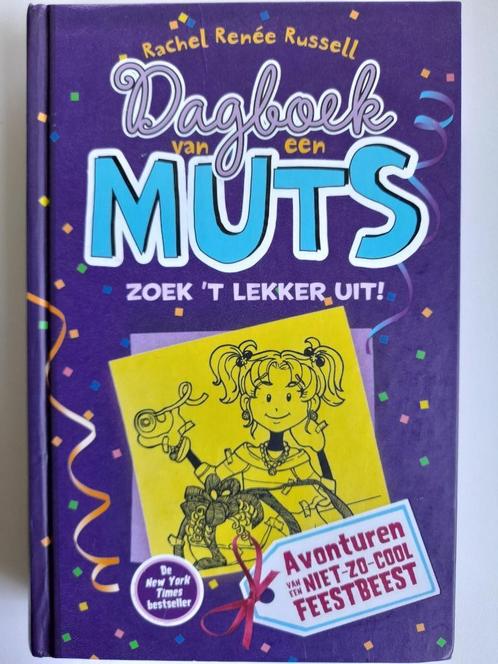 Rachel Renée Russell
Dagboek
van een
MUTS
ZOEK 'T LEKKER UIT!
De
New York
Times
bestseller
Avonturen
VAN EEN NIET-ZO-COOL
FEESTBEEST